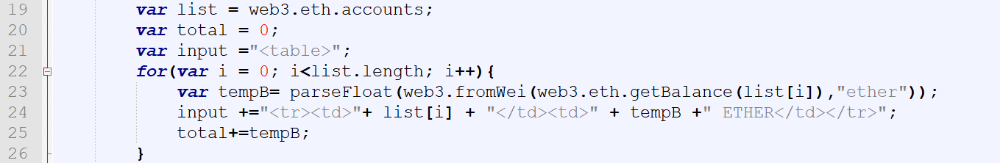 19 var list = web3.eth.accounts;
20 var total = 0;
21 var input ="<table>";
22 for(var i = 0; i<list.length; i++){
23 var tempB= parseFloat(web3.fromWei(web3.eth.getBalance(list[i]),"ether"));
24 input +="<tr><td>"+ list[i] + "</td><td>" + tempB +" ETHER</td></tr>";
25 total+=tempB;
26 }